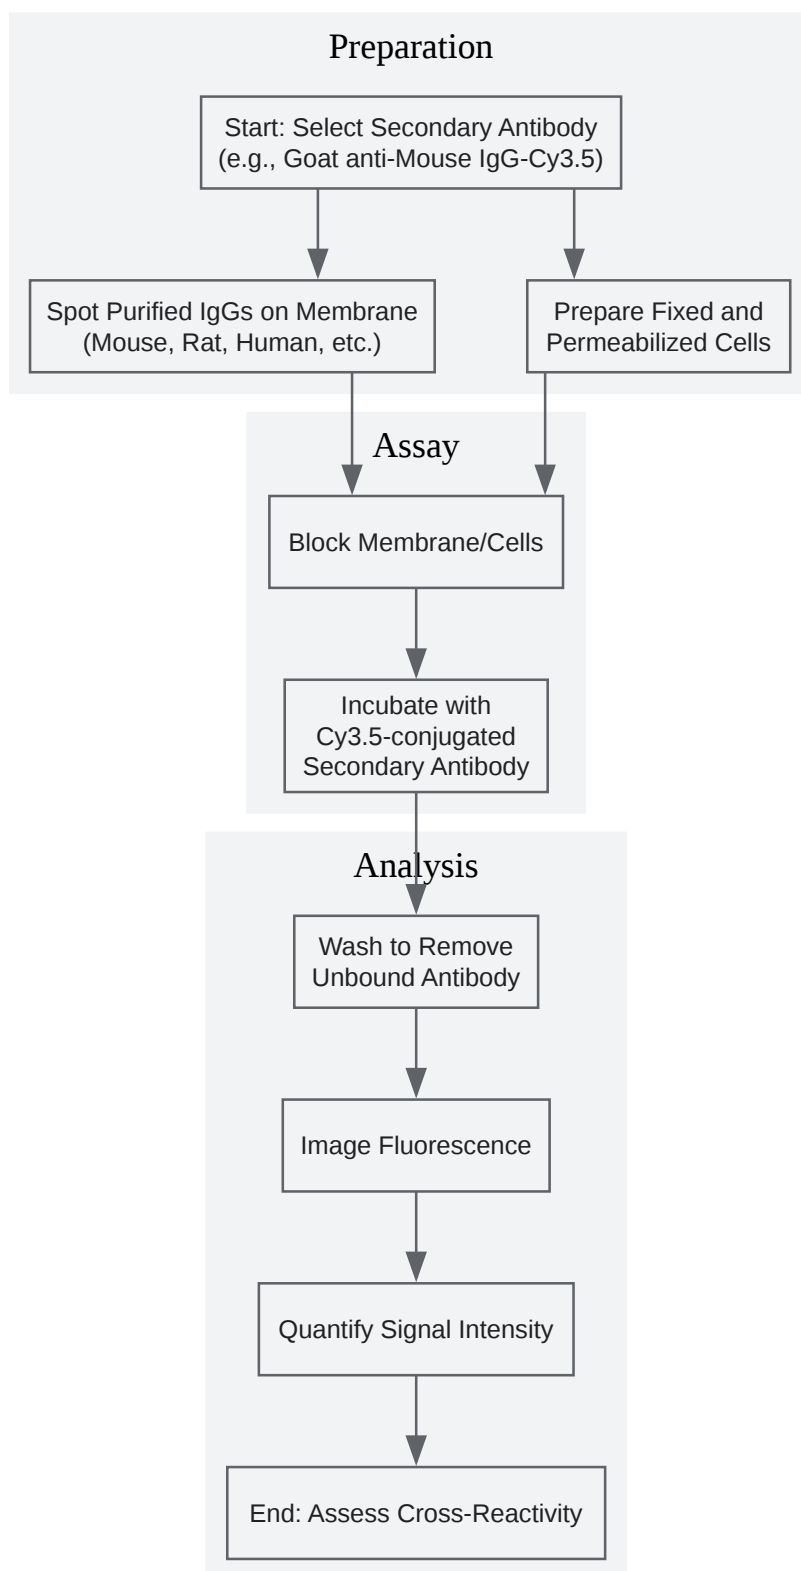 Preparation
Start: Select Secondary Antibody
(e.g., Goat anti-Mouse IgG-Cy3.5)
Spot Purified IgGs on Membrane
(Mouse, Rat, Human, etc.)
Prepare Fixed and
Permeabilized Cells
Assay
Block Membrane/Cells
Incubate with
Cy3.5-conjugated
Secondary Antibody
Analysis
Wash to Remove
Unbound Antibody
Image Fluorescence
Quantify Signal Intensity
End: Assess Cross-Reactivity